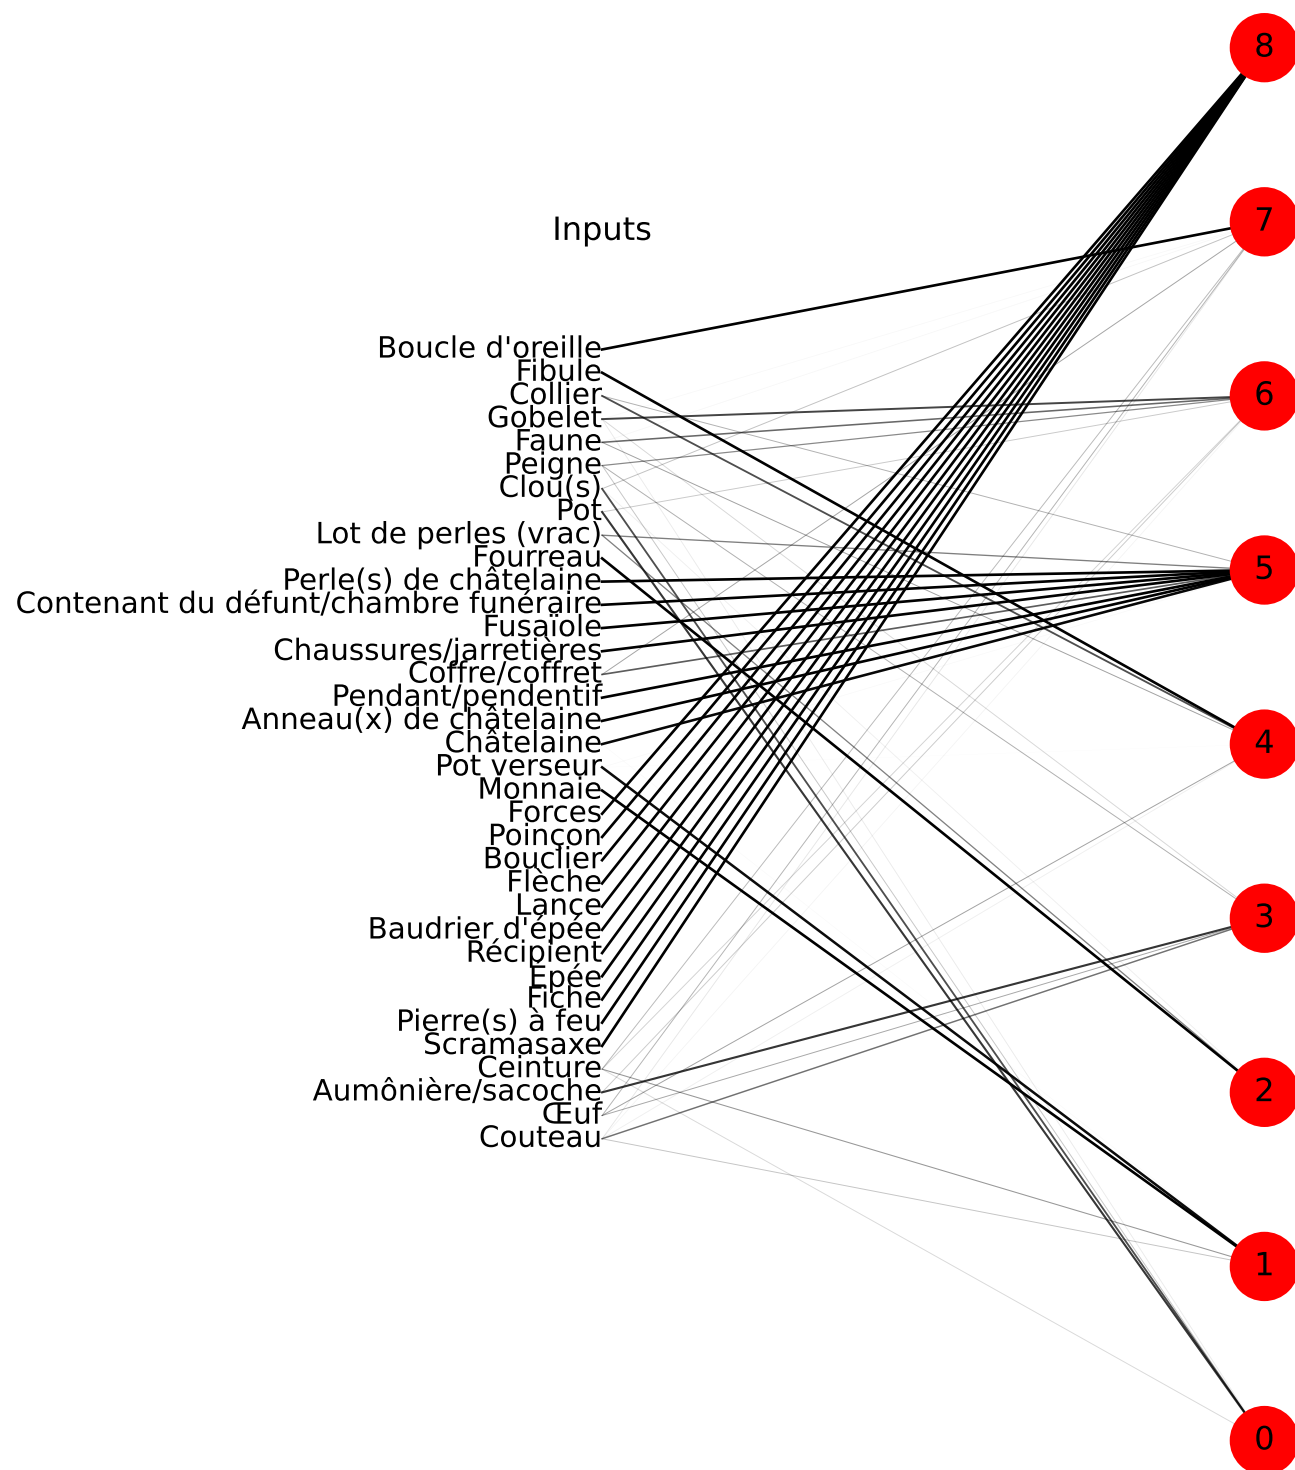 8
7
Inputs
Boucle d'oreille
Fibule
Collier
Gobelet
6
Faune
Peigne
Clou(s)
Pot
Lot de perles (vrac)
Fourreau
5
Perle(s) de châtelaine
Contenant du défunt/chambre funéraire
Fusaïole
Chaussures/jarretières
Coffre/coffret
Pendant/pendentif
Anneau(x) de châtelaine
Châtelaine
4
Pot verseur
Monnaie
Forces
Poinçon
Bouclier
Flèche
Lance
3
Baudrier d'épée
Récipient
Epée
Fiche
Pierre(s) à feu
Scramasaxe
Ceinture
Aumônière/sacoche
2
Œuf
Couteau
1
0